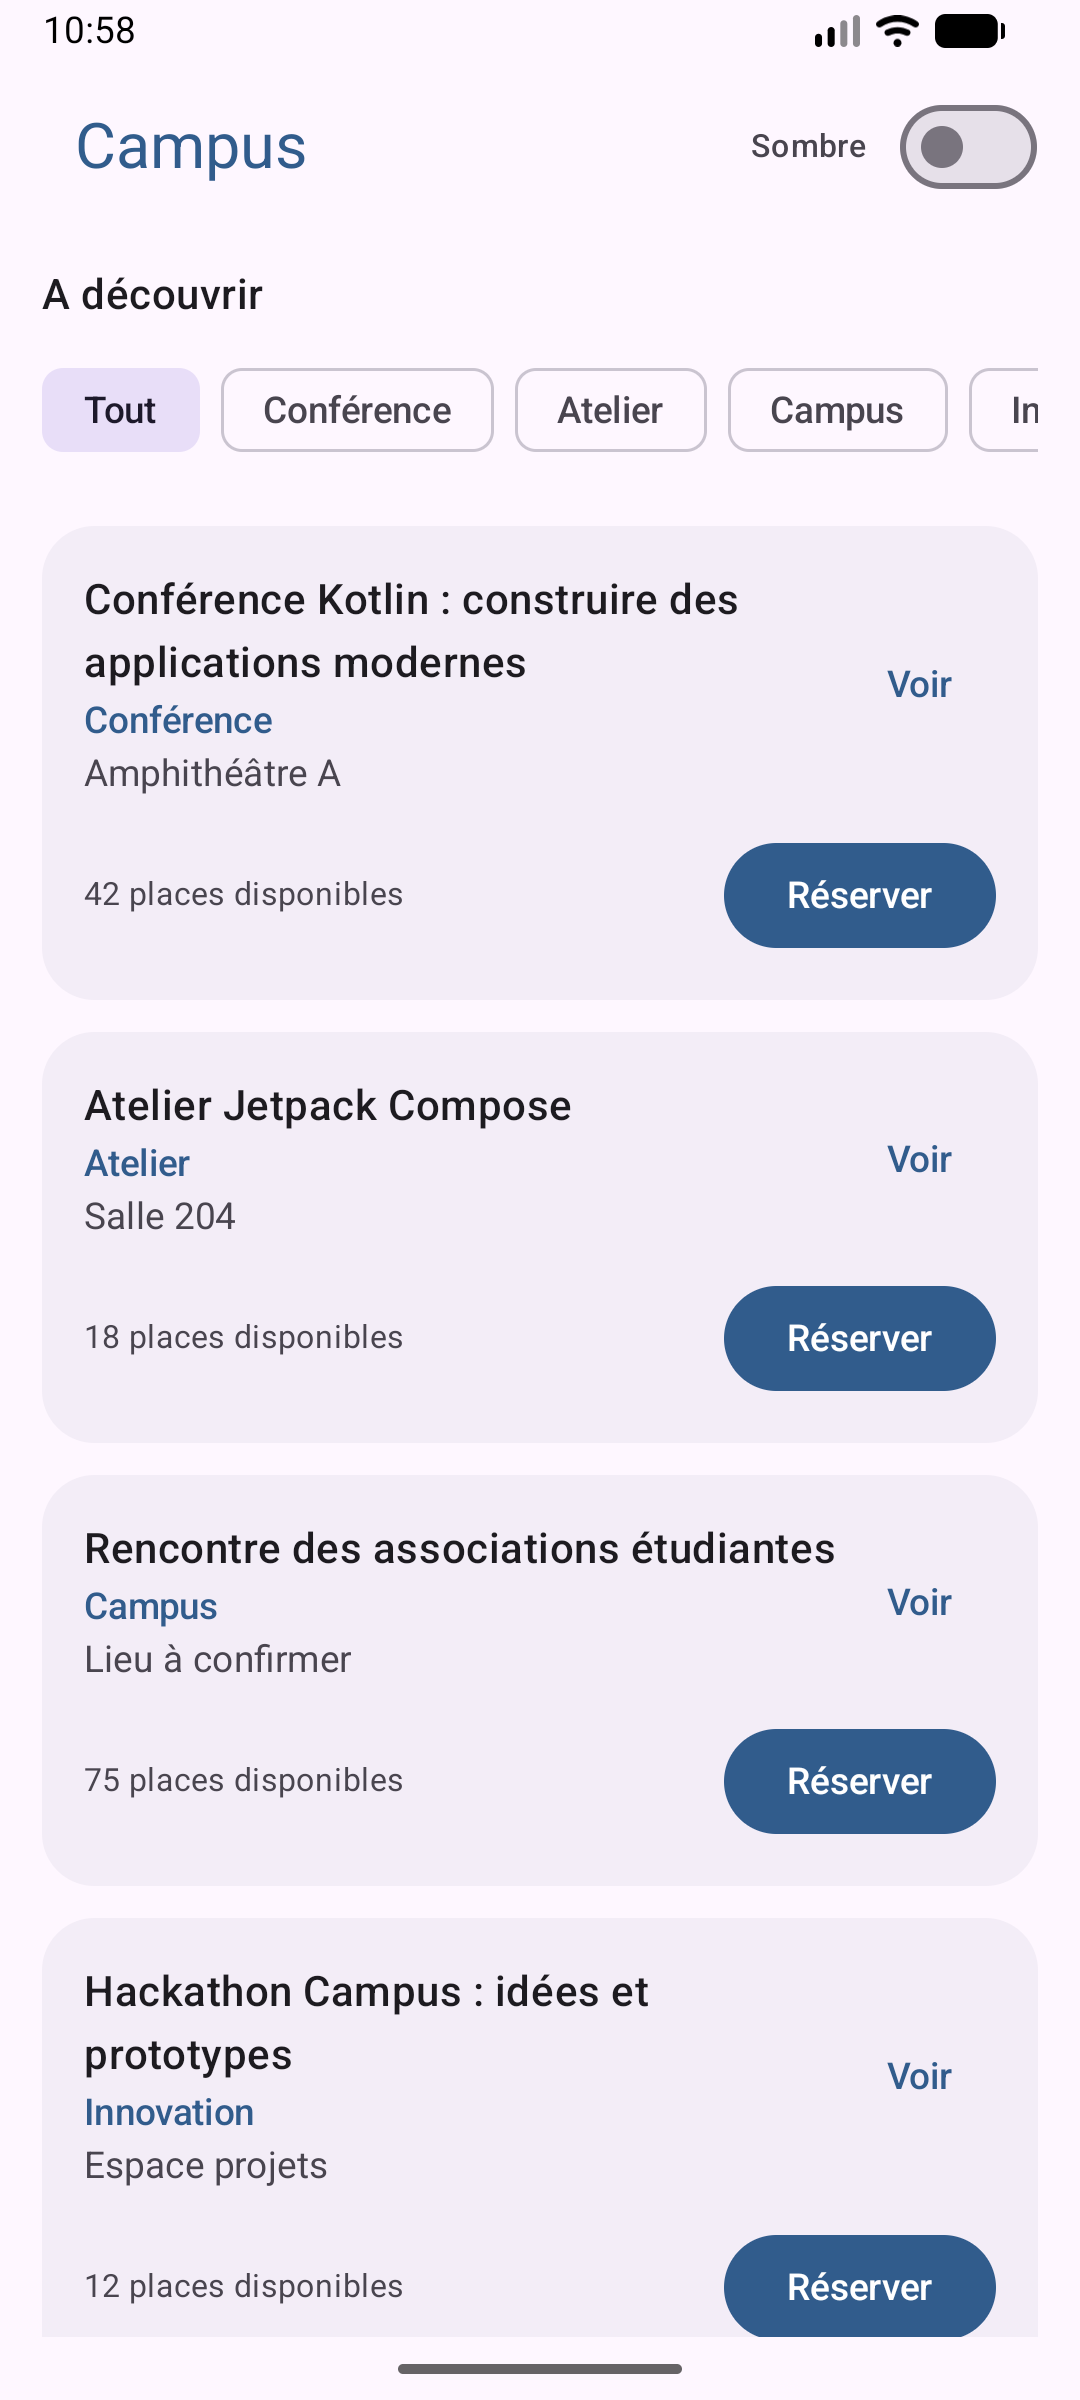 10:58
Campus
Sombre
A découvrir
Tout
Conférence
Atelier
Campus
In
Conférence Kotlin : construire des
applications modernes
Conférence
Amphithéâtre A
Voir
42 places disponibles
Réserver
Atelier Jetpack Compose
Atelier
Salle 204
Voir
18 places disponibles
Réserver
Rencontre des associations étudiantes
Campus
Lieu à confirmer
Voir
75 places disponibles
Réserver
Hackathon Campus : idées et
prototypes
Innovation
Espace projets
Voir
12 places disponibles
Réserver